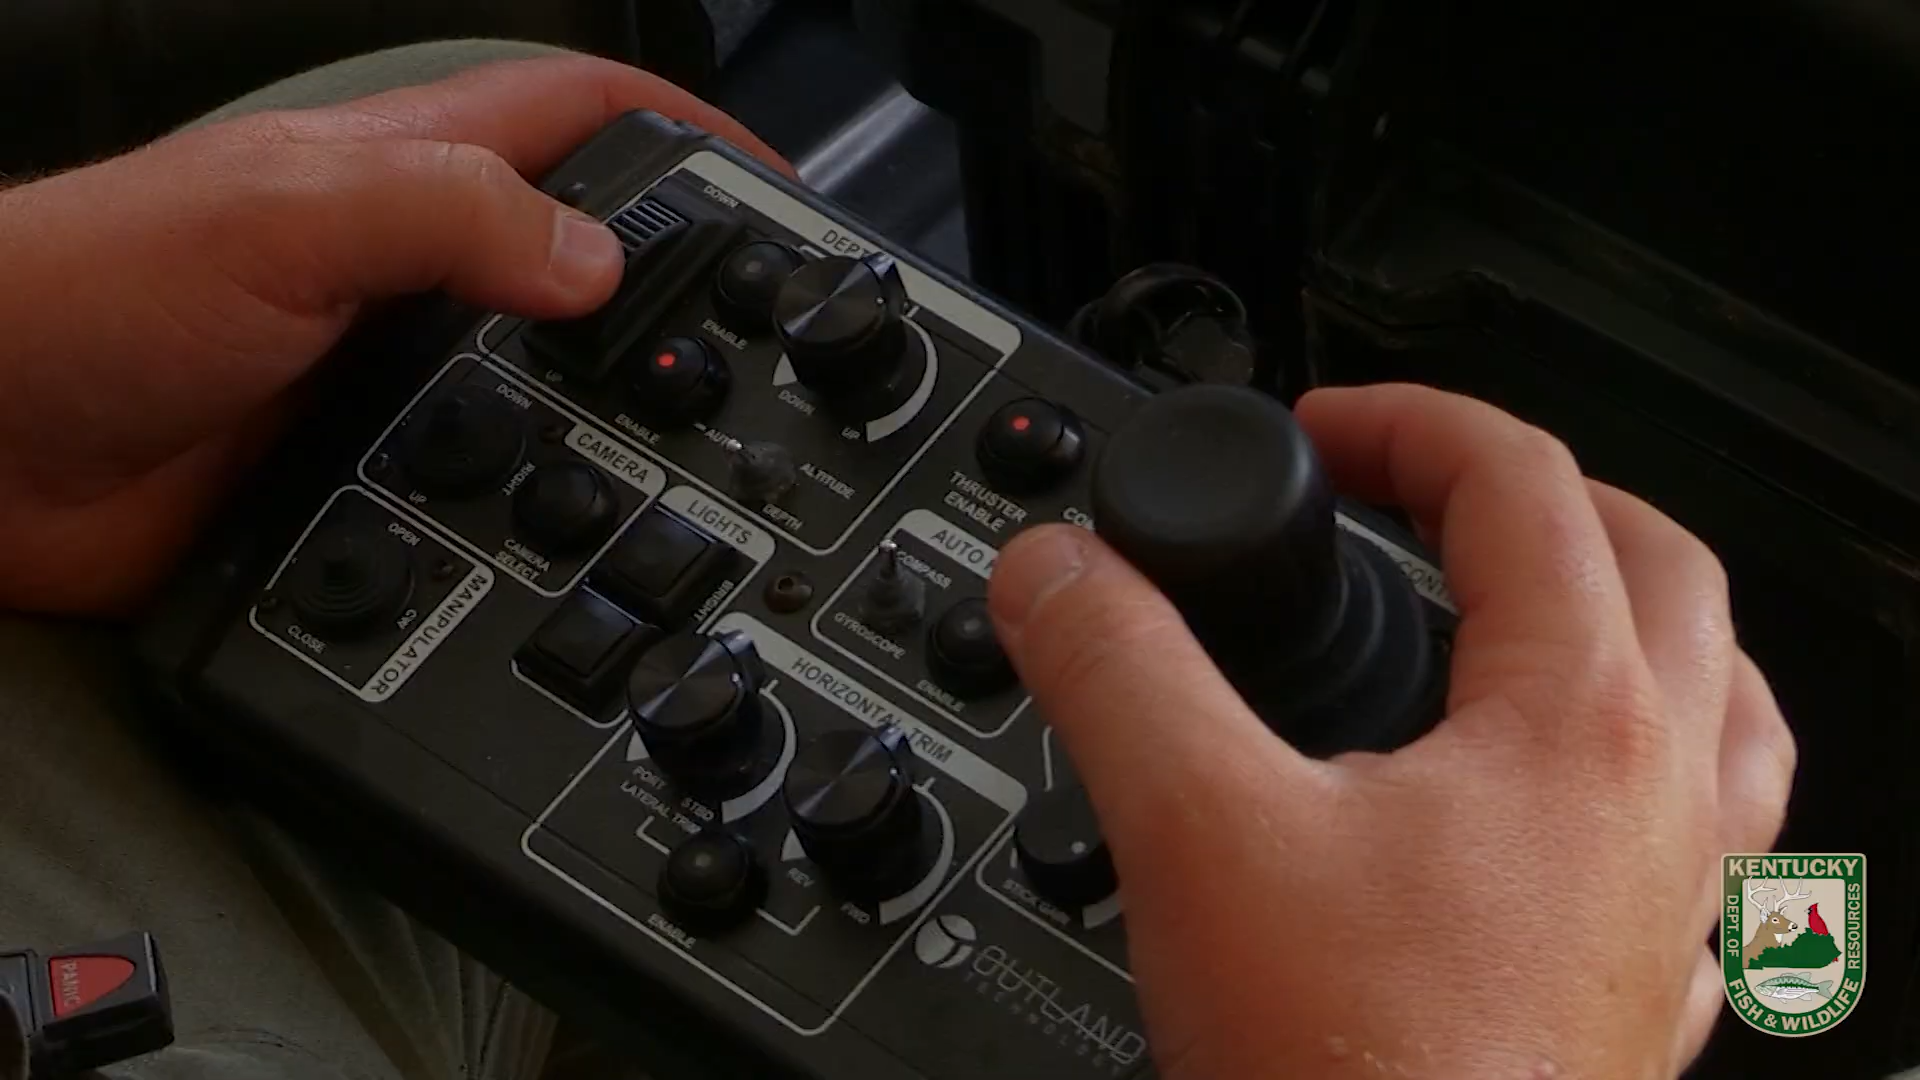 DOWN
ENABLE
UP
ENABLE
DOWN
UP
AUTO
ALTITUDE
DEPTH
DOWN
RIGHT
UP
CAMERA
CAMERA
SELECT
LIGHTS
BRIGHT
OPEN
CW
CLOSE
MANIPULATOR
THRUSTER
ENABLE
AUTO
COMPASS
GYROSCOPE
ENABLE
HORIZONTAL TRIM
PORT
STBD
LATERAL TRIM
REV
FWD
ENABLE
STICK GAIN
OUTLAND
TECHNOLOGY
PANIC
KENTUCKY
DEPT. OF
FISH & WILDLIFE
RESOURCES